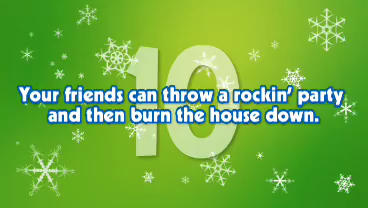 10
Your friends can throw a rockin' party
and then burn the house down.